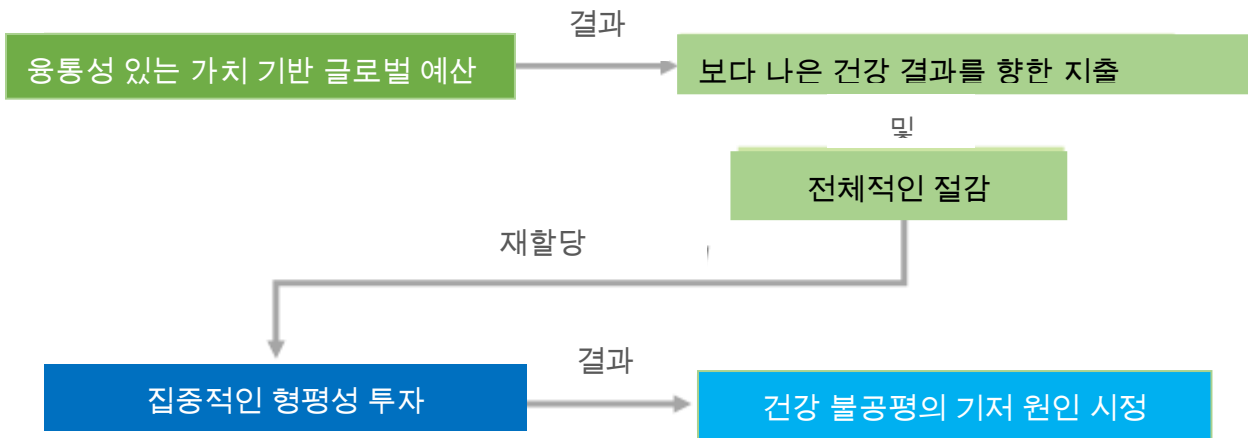 결과
융통성 있는 가치 기반 글로벌 예산
보다 나은 건강 결과를 향한 지출
및
전체적인 절감
재할당
결과
집중적인 형평성 투자
건강 불공평의 기저 원인 시정